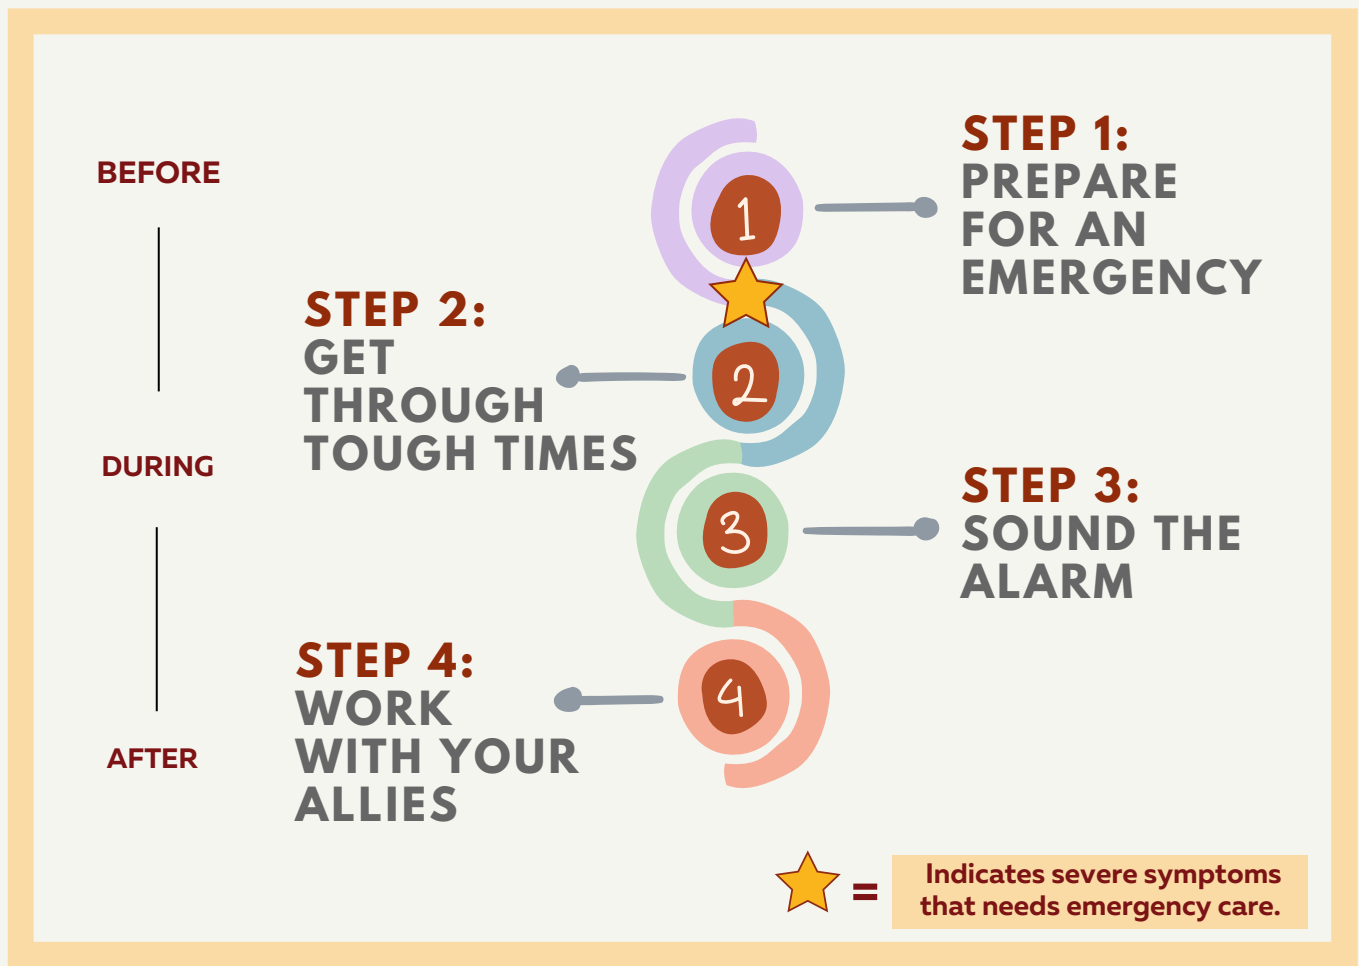 BEFORE
DURING
AFTER
1
STEP 1:
PREPARE
FOR AN
EMERGENCY
STEP 2:
GET
THROUGH
TOUGH TIMES
2
3
STEP 3:
SOUND THE
ALARM
STEP 4:
WORK
WITH YOUR
ALLIES
4
= Indicates severe symptoms
that needs emergency care.